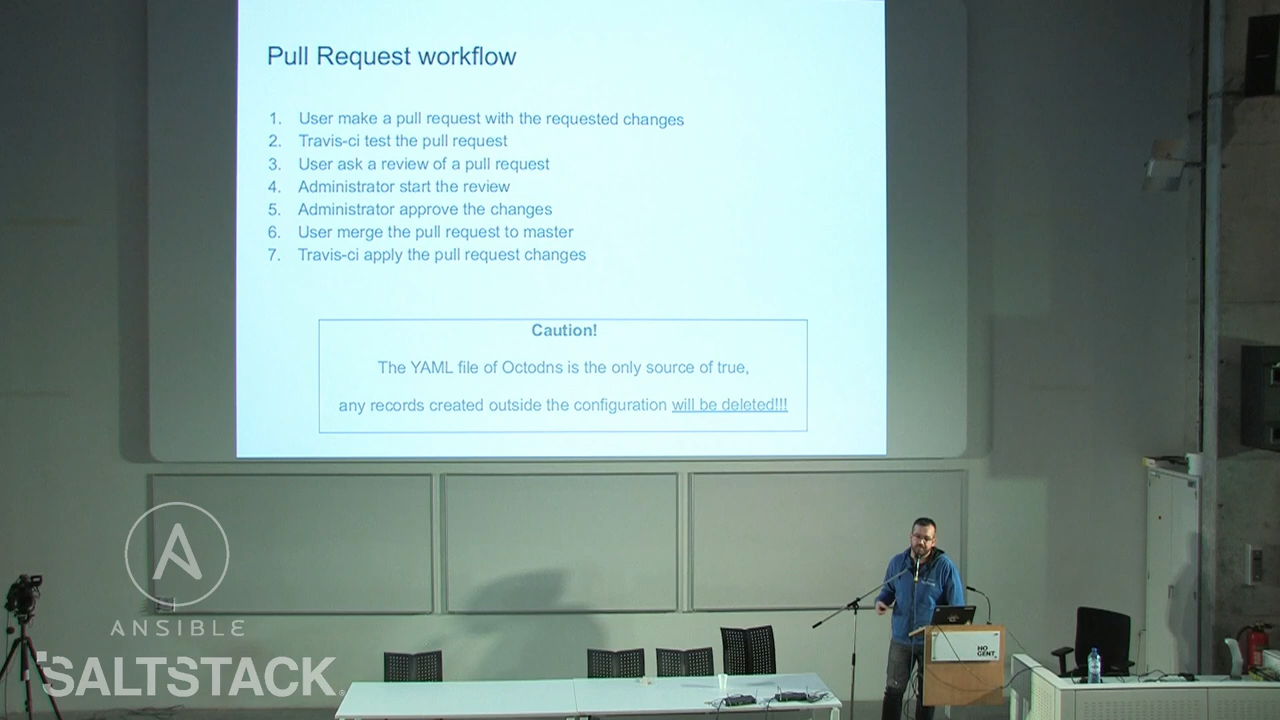 Pull Request workflow
1. User make a pull request with the requested changes
2. Travis-ci test the pull request
3. User ask a review of a pull request
4. Administrator start the review
5. Administrator approve the changes
6. User merge the pull request to master
7. Travis-ci apply the pull request changes
Caution!
The YAML file of Octodns is the only source of true,
any records created outside the configuration will be deleted!!!
ANSIBLE
SALTSTACK
HO
GENT